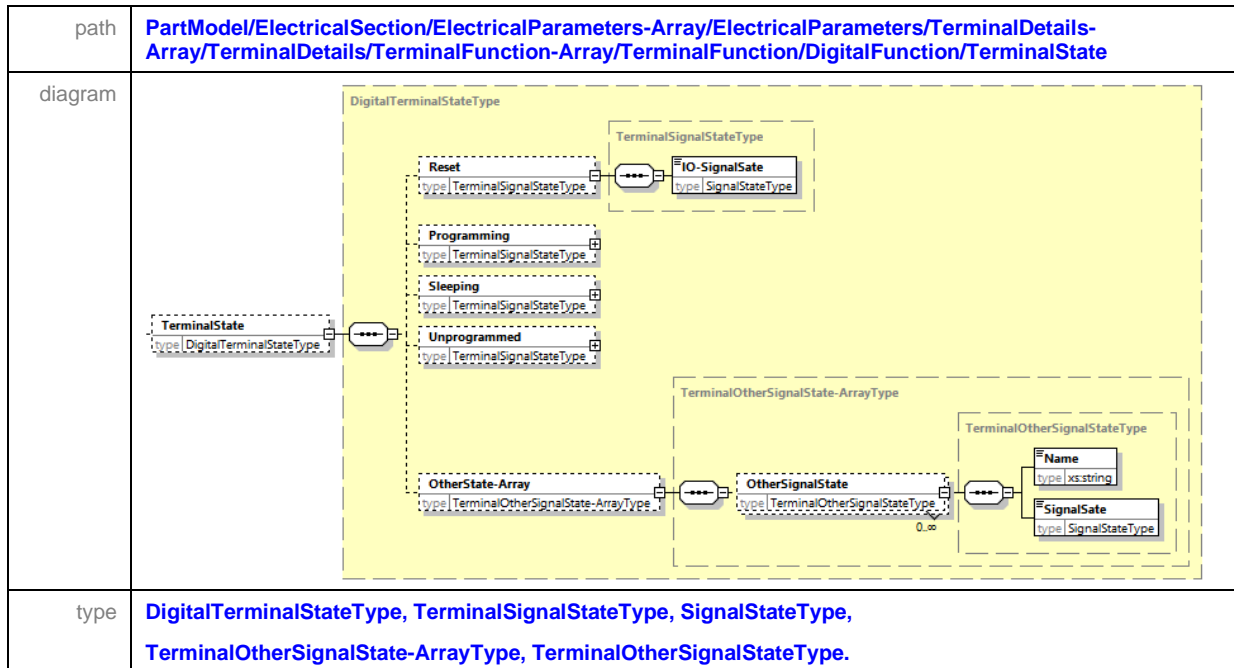 path
PartModel/ElectricalSection/ElectricalParameters-Array/ElectricalParameters/TerminalDetails-
Array/TerminalDetails/TerminalFunction-Array/TerminalFunction/DigitalFunction/TerminalState
diagram
DigitalTerminalStateType
TerminalSignalStateType
Reset
type TerminalSignalStateType
IO-SignalSate
type SignalStateType
Programming
type TerminalSignalStateType
Sleeping
type TerminalSignalStateType
TerminalState
type DigitalTerminalStateType
Unprogrammed
type TerminalSignalStateType
TerminalOtherSignalState-ArrayType
TerminalOtherSignalStateType
OtherState-Array
type TerminalOtherSignalState-ArrayType
OtherSignalState
type TerminalOtherSignalStateType
0..∞
Name
type xs:string
SignalSate
type SignalStateType
type
DigitalTerminalStateType, TerminalSignalStateType, SignalStateType,
TerminalOtherSignalState-ArrayType, TerminalOtherSignalStateType.